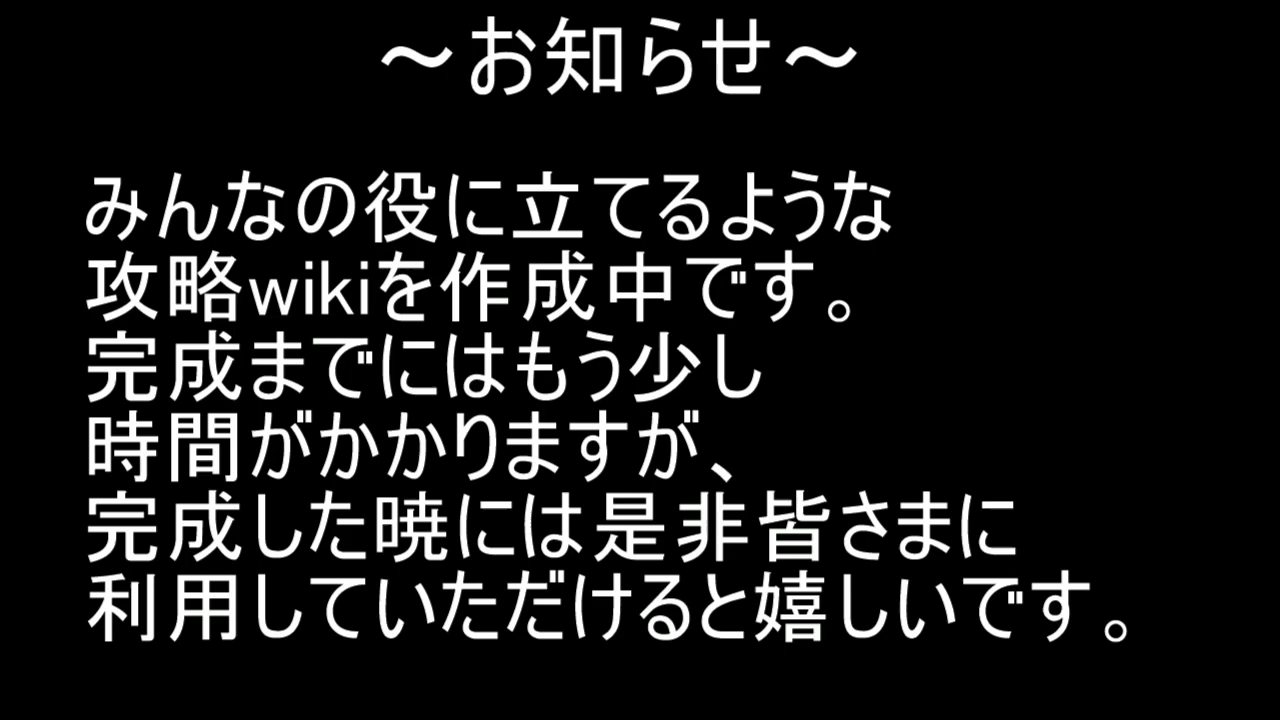 ～お知らせ～
みんなの役に立てるような
攻略wikiを作成中です。
完成までにはもう少し
時間がかかりますが、
完成した暁には是非皆さまに
利用していただけると嬉しいです。